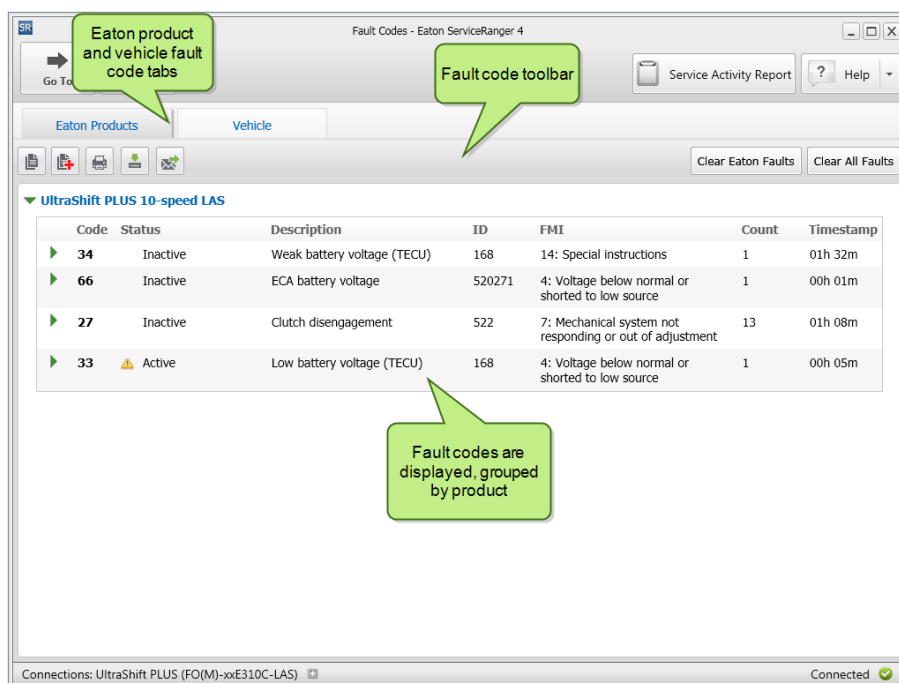 SR
Fault Codes - Eaton ServiceRanger 4
Eaton product
and vehicle fault
code tabs
Fault code toolbar
Go To
Service Activity Report
? Help
Eaton Products
Vehicle
Clear Eaton Faults
Clear All Faults
UltraShift PLUS 10-speed LAS
Code Status Description ID FMI Count Timestamp
34 Inactive Weak battery voltage (TECU) 168 14: Special instructions 1 01h 32m
66 Inactive ECA battery voltage 520271 4: Voltage below normal or 1 00h 01m
shorted to low source
27 Inactive Clutch disengagement 522 7: Mechanical system not 13 01h 08m
responding or out of adjustment
33 Active Low battery voltage (TECU) 168 4: Voltage below normal or 1 00h 05m
shorted to low source
Fault codes are
displayed, grouped
by product
Connections: UltraShift PLUS (FO(M)-xxE310C-LAS)
Connected